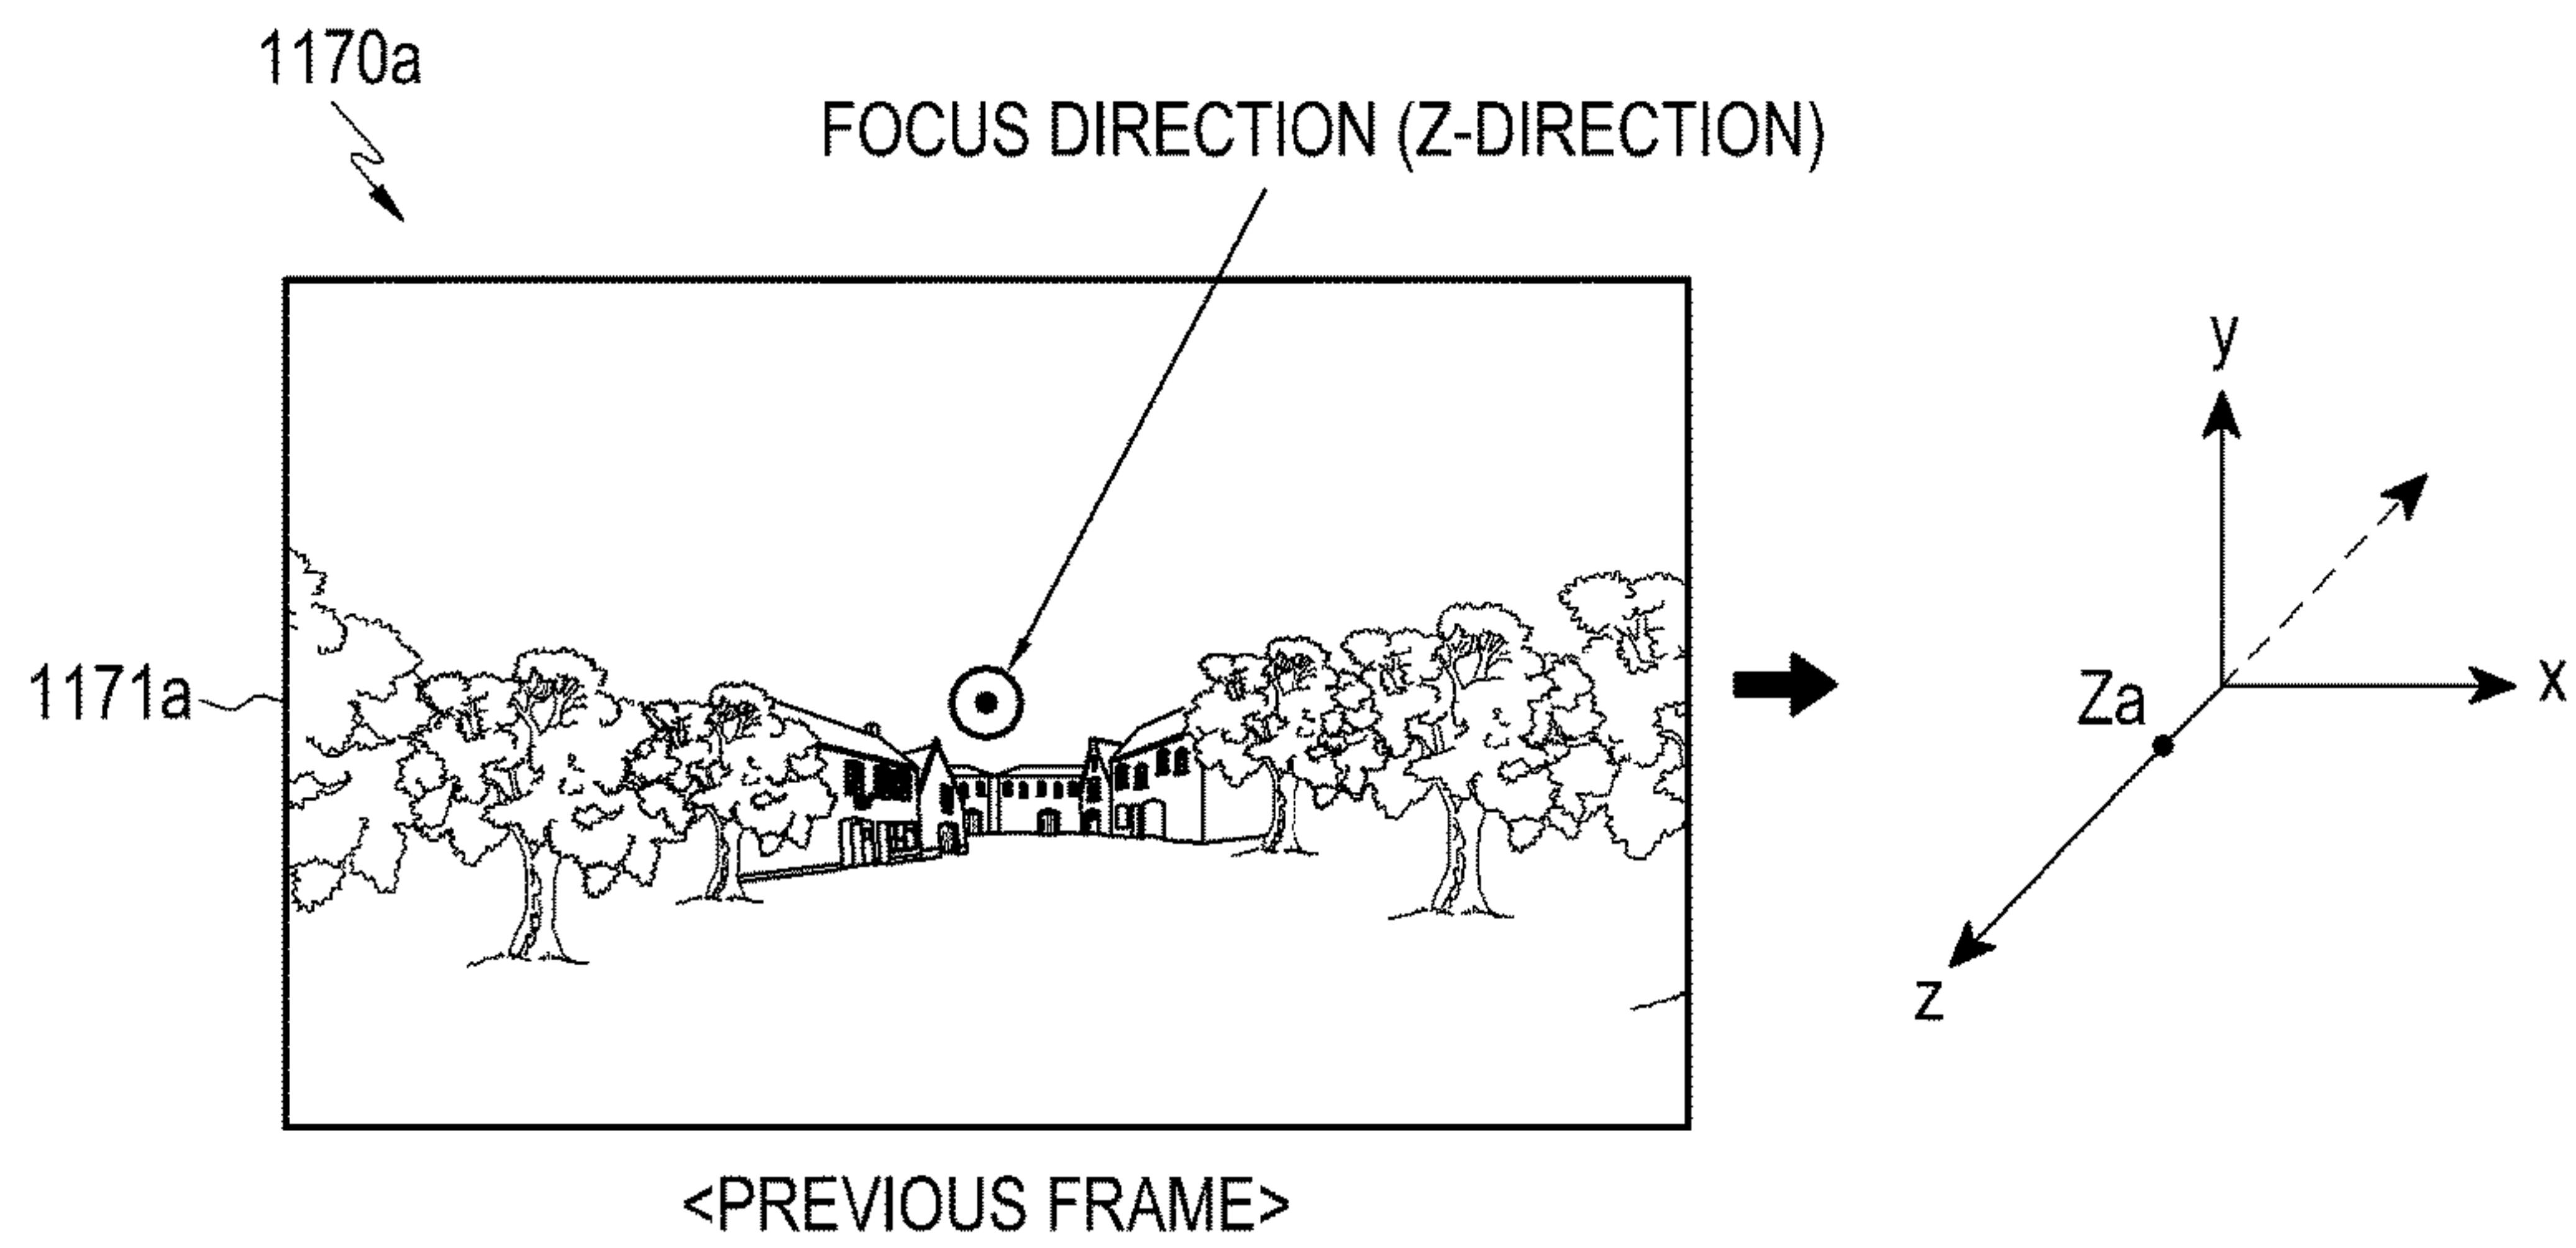 1170a
FOCUS DIRECTION (Z-DIRECTION)
1171a
y
x
Za
z
<PREVIOUS FRAME>